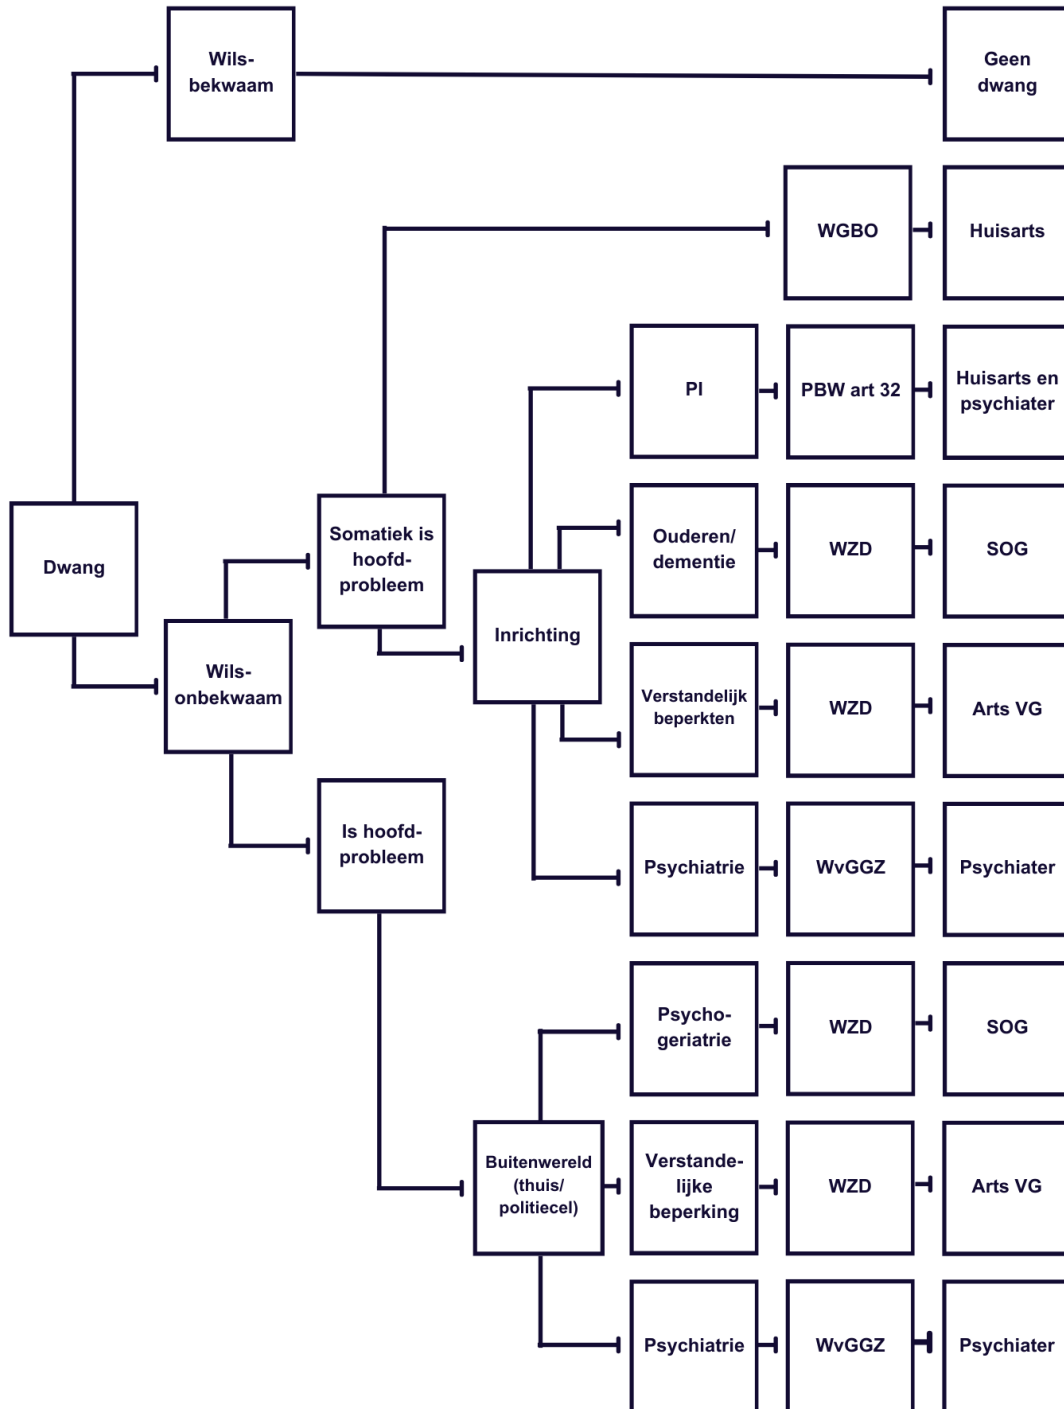 Wils-
bekwaam
Geen
dwang
WGBO
Huisarts
PI
PBW art 32
Huisarts en
psychiater
Dwang
Somatiek is
hoofd-
probleem
Ouderen/
dementie
WZD
SOG
Wils-
onbekwaam
Inrichting
Verstandelijk
beperkten
WZD
Arts VG
Is hoofd-
probleem
Psychiatrie
WvGGZ
Psychiater
Psycho-
geriatrie
WZD
SOG
Buitenwereld
(thuis/
politiecel)
Verstande-
lijke
beperking
WZD
Arts VG
Psychiatrie
WvGGZ
Psychiater